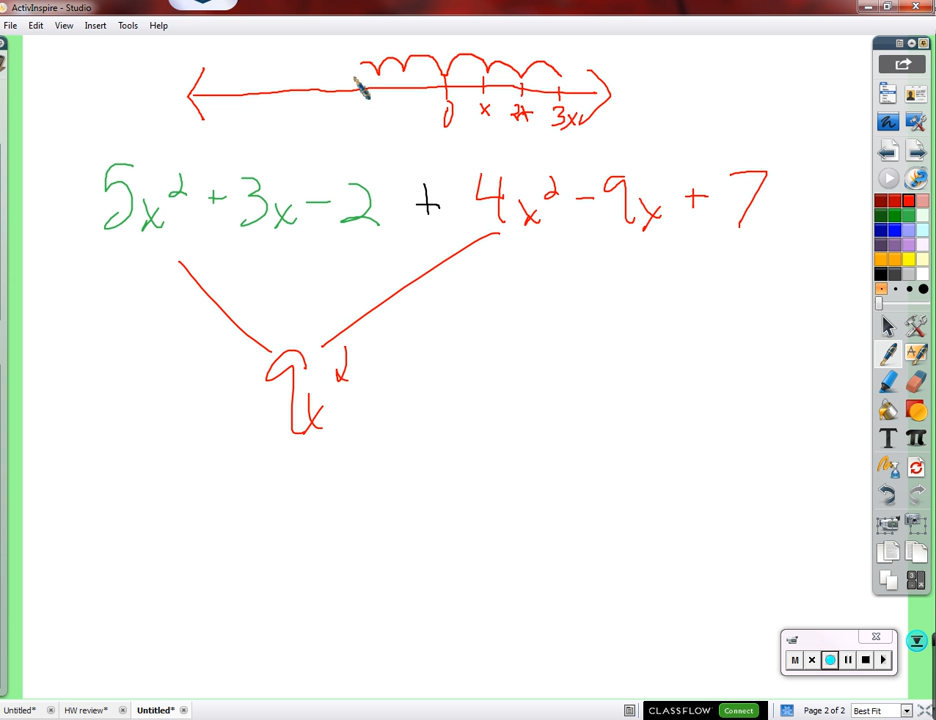 ActivInspire - Studio
File Edit View Insert Tools Help
0 x 2x 3x
5x² + 3x − 2 + 4x² − 9x + 7
9x²
T π
M
Untitled* HW review* Untitled* CLASSFLOW Connect Page 2 of 2 Best Fit